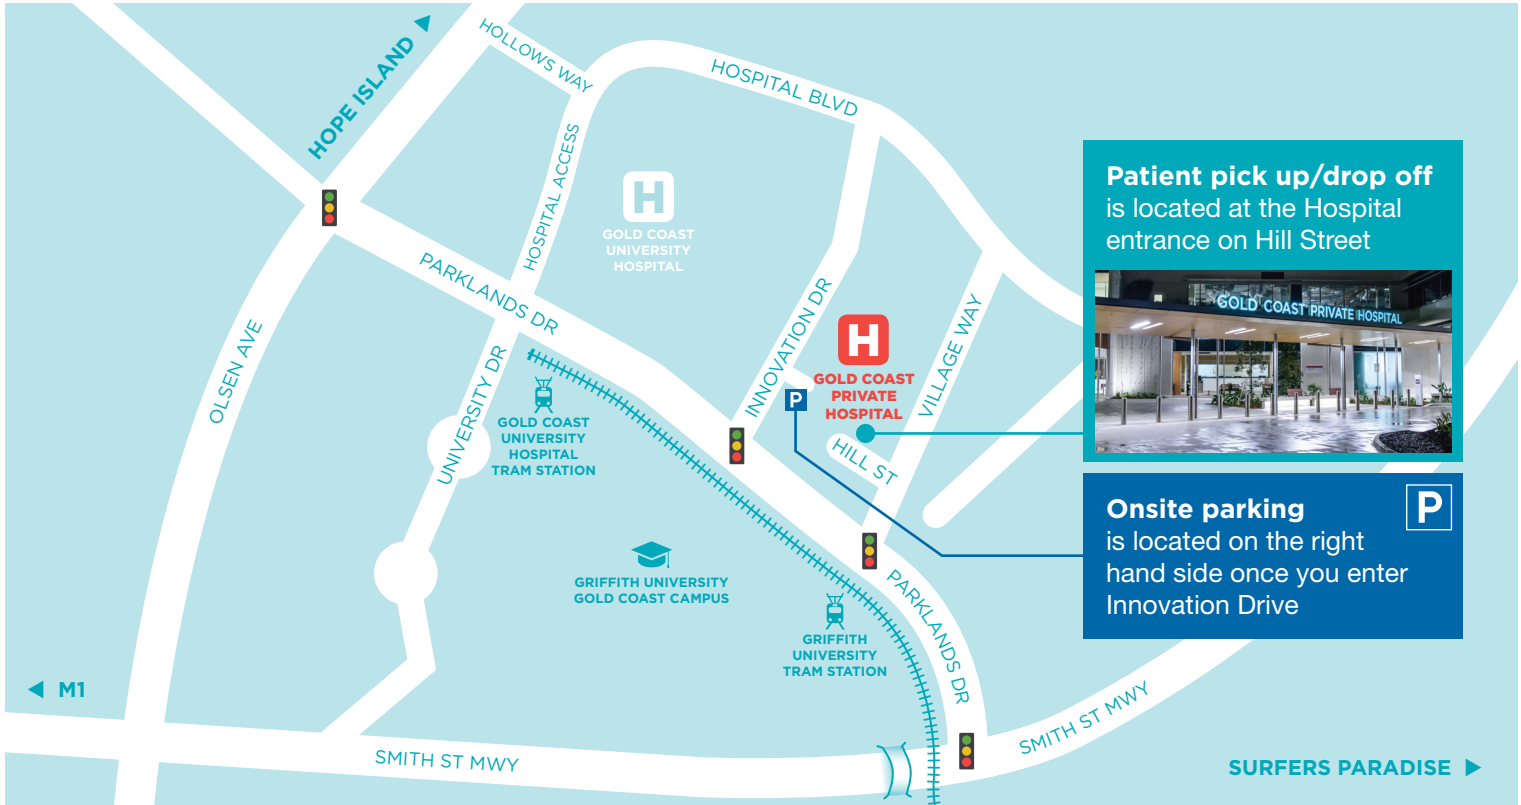 HOPE ISLAND
HOLLOWS WAY
HOSPITAL BLVD
HOSPITAL ACCESS
H
GOLD COAST
UNIVERSITY
HOSPITAL
PARKLANDS DR
OLSEN AVE
UNIVERSITY DR
GOLD COAST
UNIVERSITY
HOSPITAL
TRAM STATION
INNOVATION DR
P
H
GOLD COAST
PRIVATE
HOSPITAL
VILLAGE WAY
HILL ST
Patient pick up/drop off
is located at the Hospital
entrance on Hill Street
GOLD COAST PRIVATE HOSPITAL
Onsite parking
P
is located on the right
hand side once you enter
Innovation Drive
GRIFFITH UNIVERSITY
GOLD COAST CAMPUS
GRIFFITH
UNIVERSITY
TRAM STATION
PARKLANDS DR
M1
SMITH ST MWY
SMITH ST MWY
SURFERS PARADISE